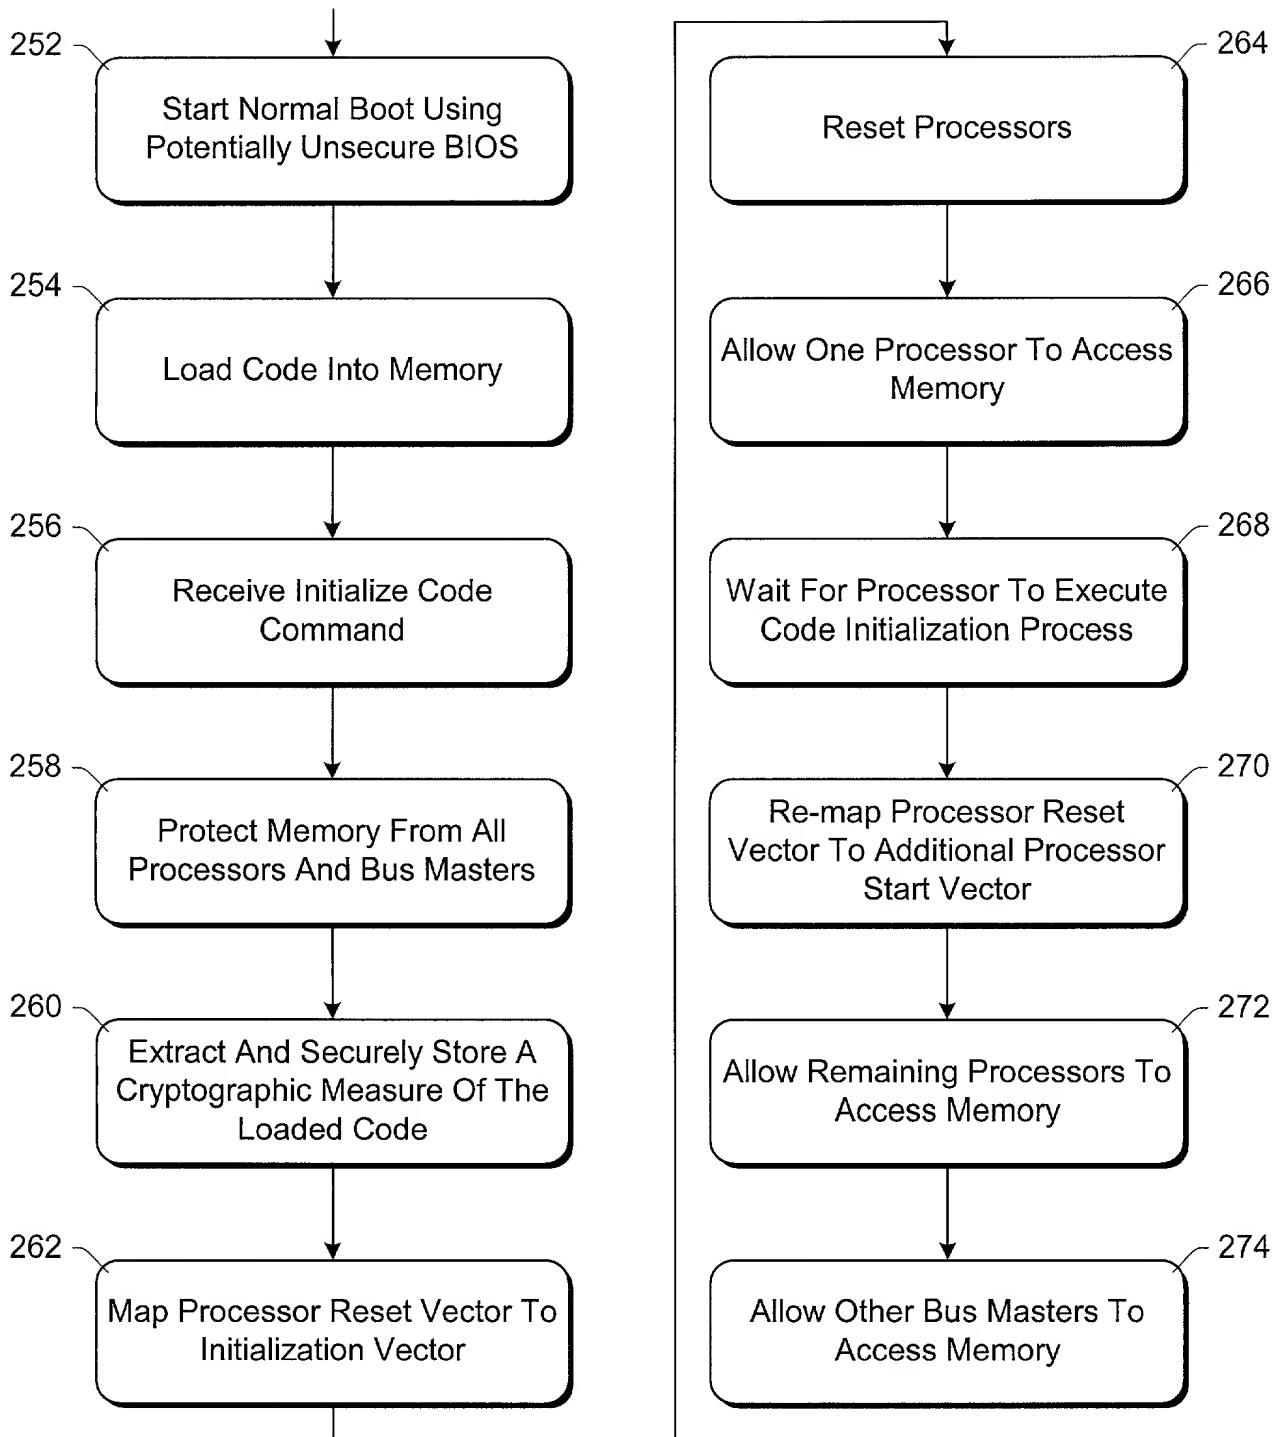 252
Start Normal Boot Using
Potentially Unsecure BIOS
254
Load Code Into Memory
256
Receive Initialize Code
Command
258
Protect Memory From All
Processors And Bus Masters
260
Extract And Securely Store A
Cryptographic Measure Of The
Loaded Code
262
Map Processor Reset Vector To
Initialization Vector
264
Reset Processors
266
Allow One Processor To Access
Memory
268
Wait For Processor To Execute
Code Initialization Process
270
Re-map Processor Reset
Vector To Additional Processor
Start Vector
272
Allow Remaining Processors To
Access Memory
274
Allow Other Bus Masters To
Access Memory